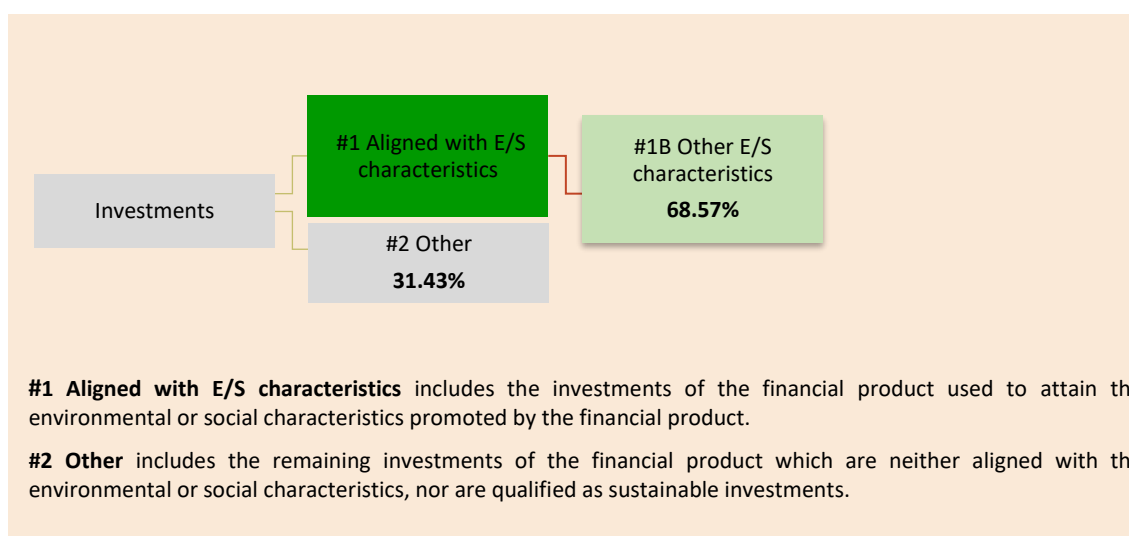 #1 Aligned with E/S
characteristics
#1B Other E/S
characteristics
68.57%
Investments
#2 Other
31.43%
#1 Aligned with E/S characteristics includes the investments of the financial product used to attain th
environmental or social characteristics promoted by the financial product.
#2 Other includes the remaining investments of the financial product which are neither aligned with th
environmental or social characteristics, nor are qualified as sustainable investments.